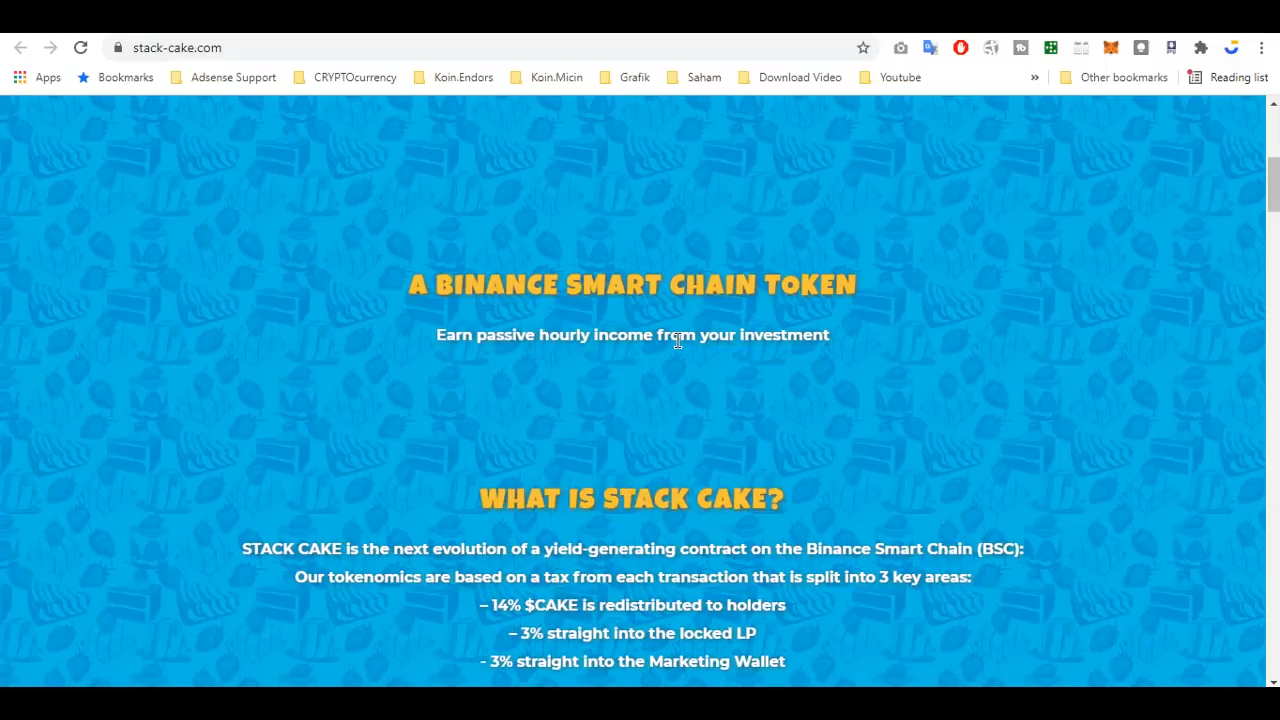 stack-cake.com
Apps Bookmarks Adsense Support CRYPTOcurrency Koin.Endors Koin.Micin Grafik Saham Download Video Youtube » Other bookmarks Reading list
A BINANCE SMART CHAIN TOKEN
Earn passive hourly income from your investment
WHAT IS STACK CAKE?
STACK CAKE is the next evolution of a yield-generating contract on the Binance Smart Chain (BSC):
Our tokenomics are based on a tax from each transaction that is split into 3 key areas:
– 14% $CAKE is redistributed to holders
– 3% straight into the locked LP
- 3% straight into the Marketing Wallet